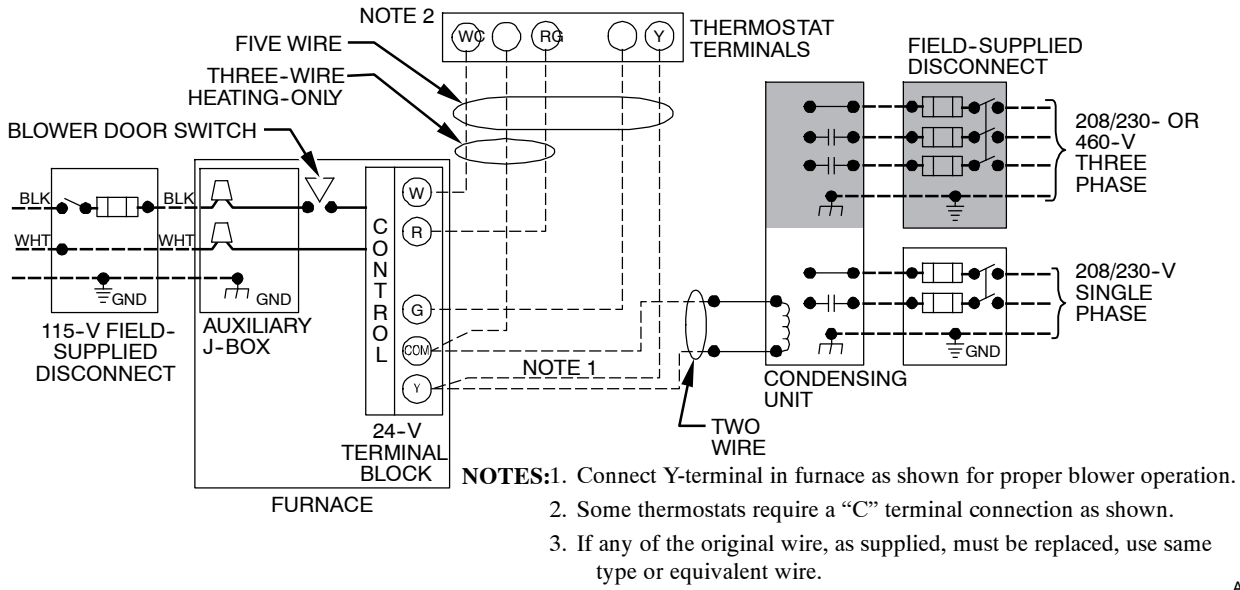 NOTE 2
WC
RG
Y
THERMOSTAT
TERMINALS
FIVE WIRE
THREE-WIRE
HEATING-ONLY
BLOWER DOOR SWITCH
FIELD-SUPPLIED
DISCONNECT
208/230- OR
460-V
THREE
PHASE
BLK
BLK
WHT
WHT
GND
GND
115-V FIELD-
SUPPLIED
DISCONNECT
AUXILIARY
J-BOX
CONTROL
W
R
G
COM
Y
NOTE 1
24-V
TERMINAL
BLOCK
FURNACE
TWO
WIRE
CONDENSING
UNIT
GND
208/230-V
SINGLE
PHASE
NOTES:1. Connect Y-terminal in furnace as shown for proper blower operation.
2. Some thermostats require a “C” terminal connection as shown.
3. If any of the original wire, as supplied, must be replaced, use same
type or equivalent wire.